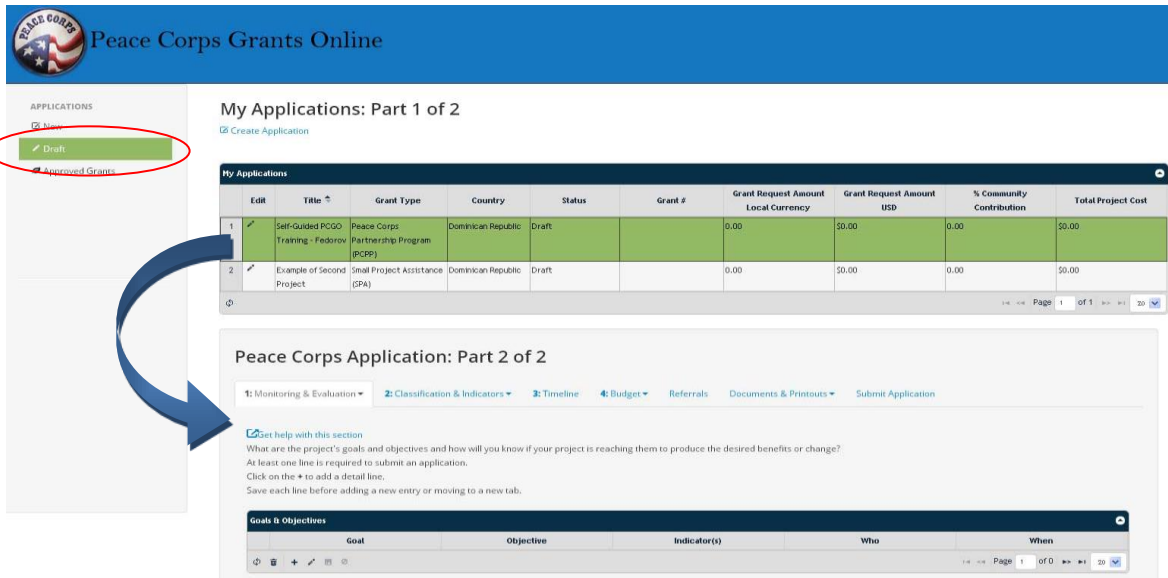 PEACE CORPS
Peace Corps Grants Online
APPLICATIONS
New
Draft
Approved Grants
My Applications: Part 1 of 2
Create Application
My Applications
Edit Title Grant Type Country Status Grant # Grant Request Amount Local Currency Grant Request Amount USD % Community Contribution Total Project Cost
1 Self-Guided PCGO Training - Fedorov Peace Corps Partnership Program (PCPP) Dominican Republic Draft 0.00 $0.00 0.00 $0.00
2 Example of Second Project Small Project Assistance (SPA) Dominican Republic Draft 0.00 $0.00 0.00 $0.00
Page 1 of 1 20
Peace Corps Application: Part 2 of 2
1: Monitoring & Evaluation 2: Classification & Indicators 3: Timeline 4: Budget Referrals Documents & Printouts Submit Application
Get help with this section
What are the project's goals and objectives and how will you know if your project is reaching them to produce the desired benefits or change?
At least one line is required to submit an application.
Click on the + to add a detail line.
Save each line before adding a new entry or moving to a new tab.
Goals & Objectives
Goal Objective Indicator(s) Who When
Page 1 of 0 20